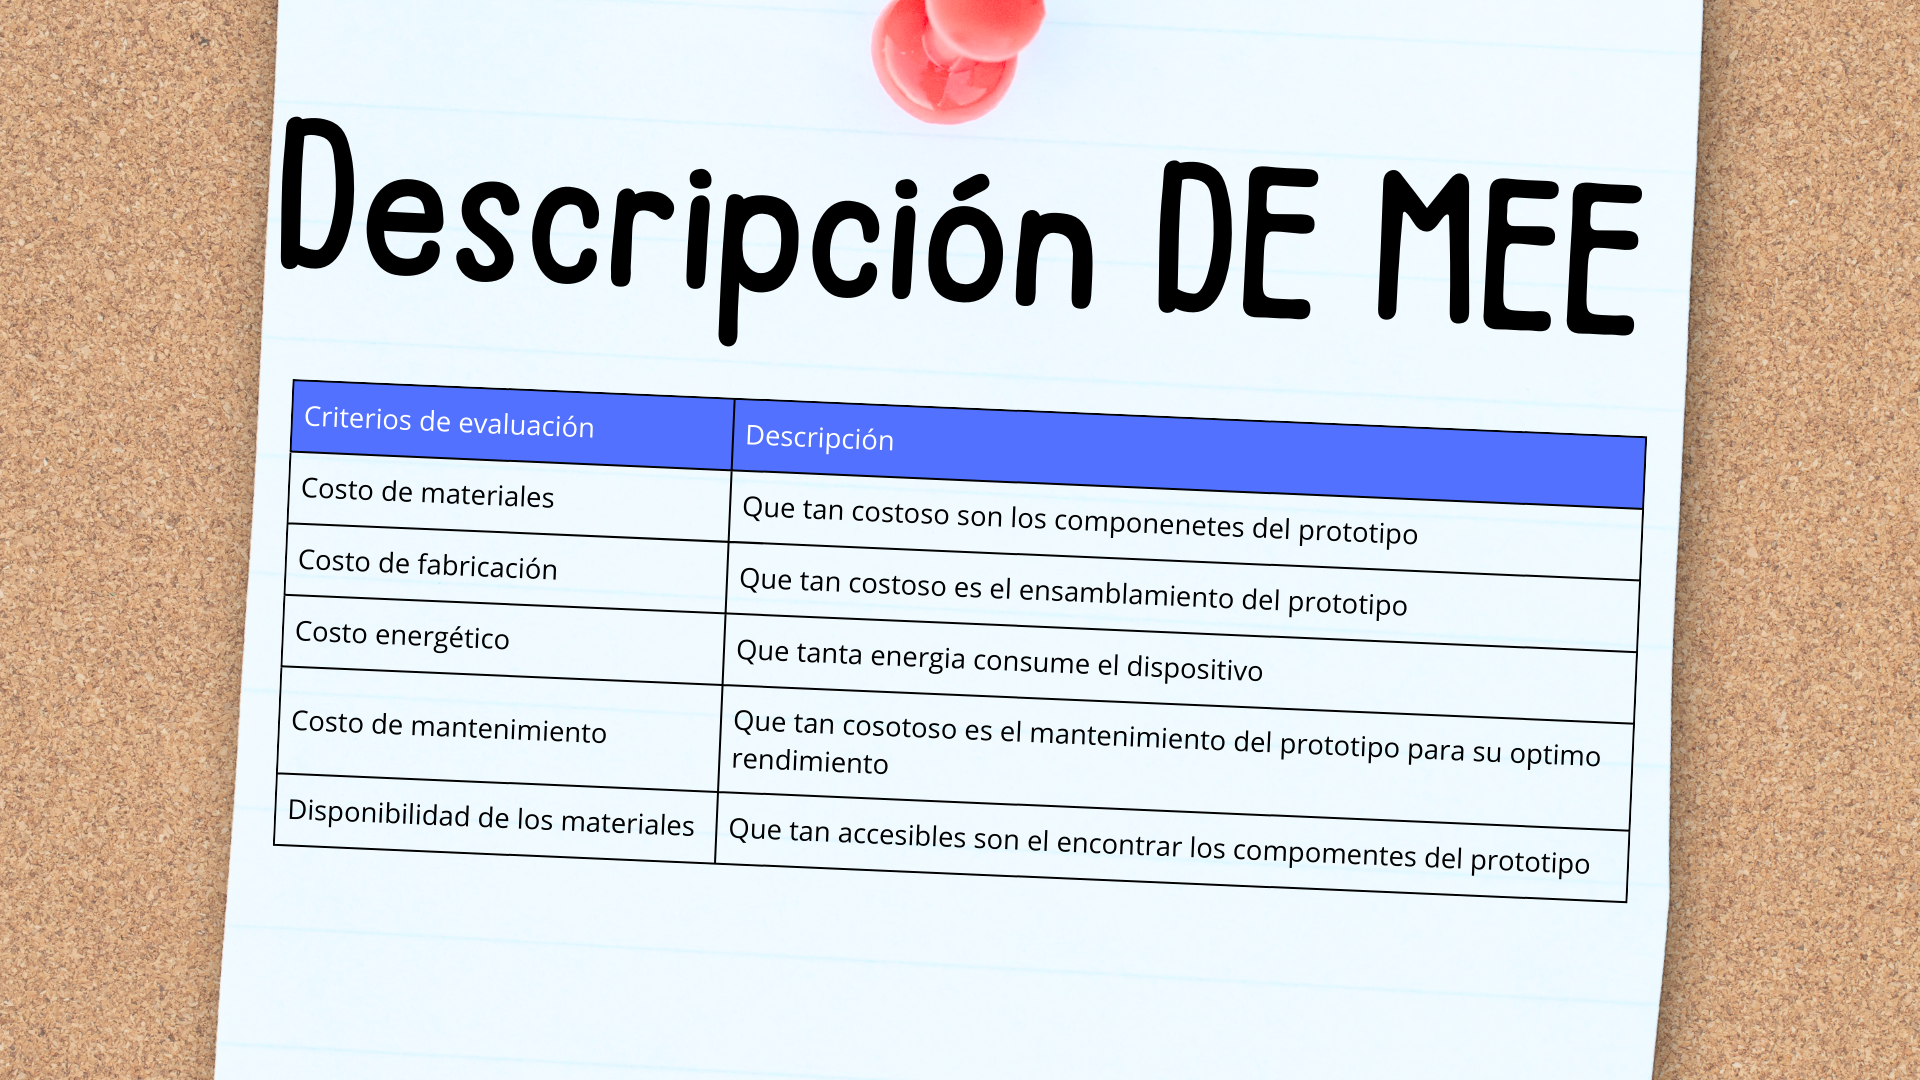 Descripción DE MEE
Criterios de evaluación
Descripción
Costo de materiales
Que tan costoso son los componenetes del prototipo
Costo de fabricación
Que tan costoso es el ensamblamiento del prototipo
Costo energético
Que tanta energia consume el dispositivo
Costo de mantenimiento
Que tan cosotoso es el mantenimiento del prototipo para su optimo
rendimiento
Disponibilidad de los materiales
Que tan accesibles son el encontrar los compomentes del prototipo